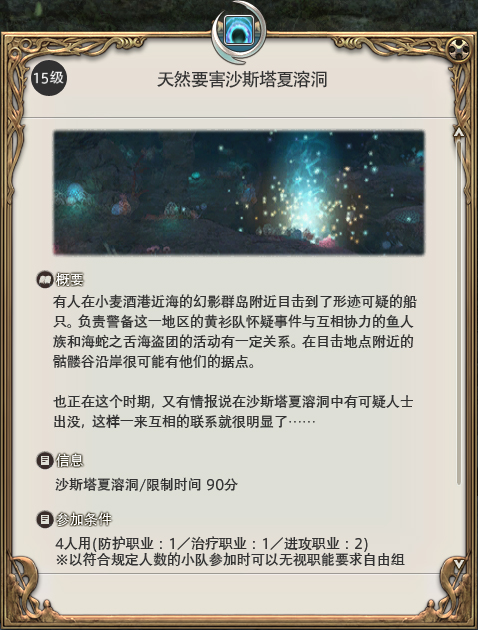 15级
天然要害沙斯塔夏溶洞
概要
有人在小麦酒港近海的幻影群岛附近目击到了形迹可疑的船
只。负责警备这一地区的黄衫队怀疑事件与互相协力的鱼人
族和海蛇之舌海盗团的活动有一定关系。在目击地点附近的
骷髅谷沿岸很可能有他们的据点。
也正在这个时期，又有情报说在沙斯塔夏溶洞中有可疑人士
出没，这样一来互相的联系就很明显了……
信息
沙斯塔夏溶洞/限制时间 90分
参加条件
4人用(防护职业：1／治疗职业：1／进攻职业：2)
※以符合规定人数的小队参加时可以无视职能要求自由组